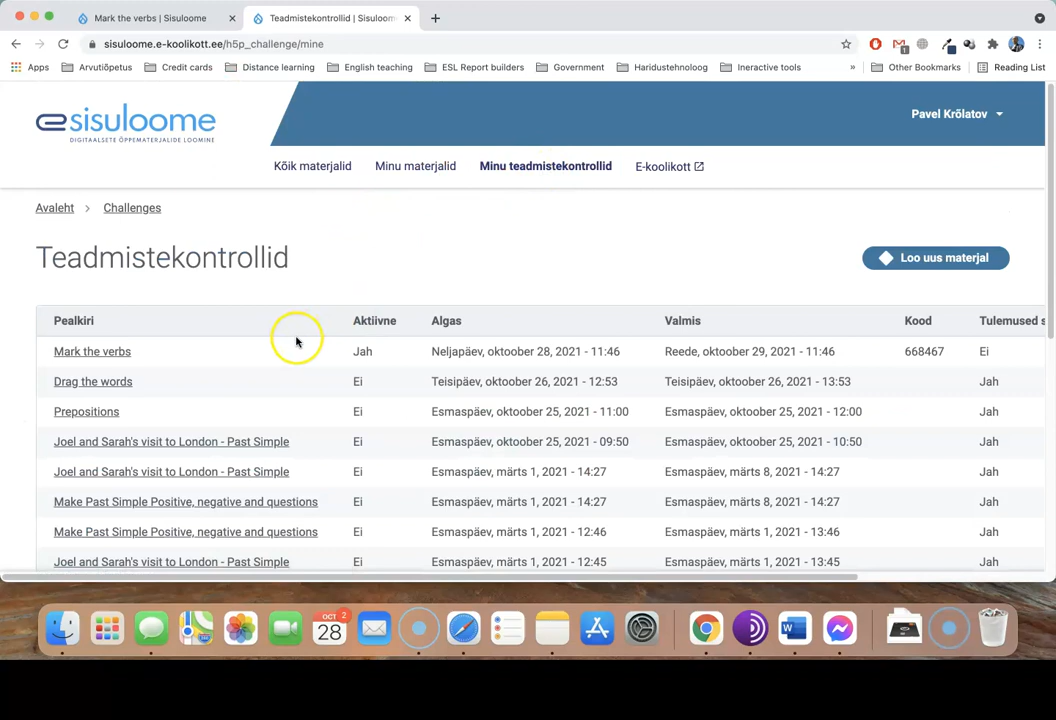 Mark the verbs | Sisuloome
Teadmistekontrollid | Sisuloom
sisuloome.e-koolikott.ee/h5p_challenge/mine
Apps Arvutiõpetus Credit cards Distance learning English teaching ESL Report builders Government Haridustehnoloog Ineractive tools » Other Bookmarks Reading List
esisuloome
DIGITAALSETE ÕPPEMATERJALIDE LOOMINE
Pavel Krõlatov
Kõik materjalid Minu materjalid Minu teadmistekontrollid E-koolikott
Avaleht > Challenges
Teadmistekontrollid
Loo uus materjal
Pealkiri Aktiivne Algas Valmis Kood Tulemused s
Mark the verbs Jah Neljapäev, oktoober 28, 2021 - 11:46 Reede, oktoober 29, 2021 - 11:46 668467 Ei
Drag the words Ei Teisipäev, oktoober 26, 2021 - 12:53 Teisipäev, oktoober 26, 2021 - 13:53 Jah
Prepositions Ei Esmaspäev, oktoober 25, 2021 - 11:00 Esmaspäev, oktoober 25, 2021 - 12:00 Jah
Joel and Sarah's visit to London - Past Simple Ei Esmaspäev, oktoober 25, 2021 - 09:50 Esmaspäev, oktoober 25, 2021 - 10:50 Jah
Joel and Sarah's visit to London - Past Simple Ei Esmaspäev, märts 1, 2021 - 14:27 Esmaspäev, märts 8, 2021 - 14:27 Jah
Make Past Simple Positive, negative and questions Ei Esmaspäev, märts 1, 2021 - 14:27 Esmaspäev, märts 8, 2021 - 14:27 Jah
Make Past Simple Positive, negative and questions Ei Esmaspäev, märts 1, 2021 - 12:46 Esmaspäev, märts 1, 2021 - 13:46 Jah
Joel and Sarah's visit to London - Past Simple Ei Esmaspäev, märts 1, 2021 - 12:45 Esmaspäev, märts 1, 2021 - 13:45 Jah
OCT
2
28